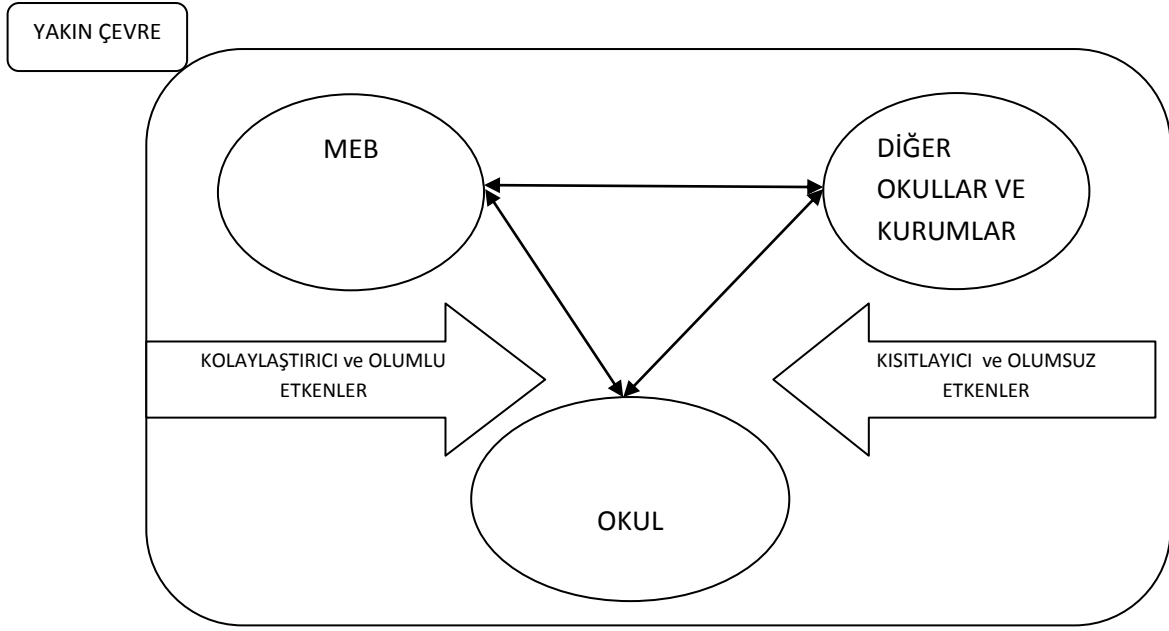 YAKIN ÇEVRE
MEB
DİĞER
OKULLAR VE
KURUMLAR
KOLAYLAŞTIRICI ve OLUMLU
ETKENLER
KISITLAYICI ve OLUMSUZ
ETKENLER
OKUL